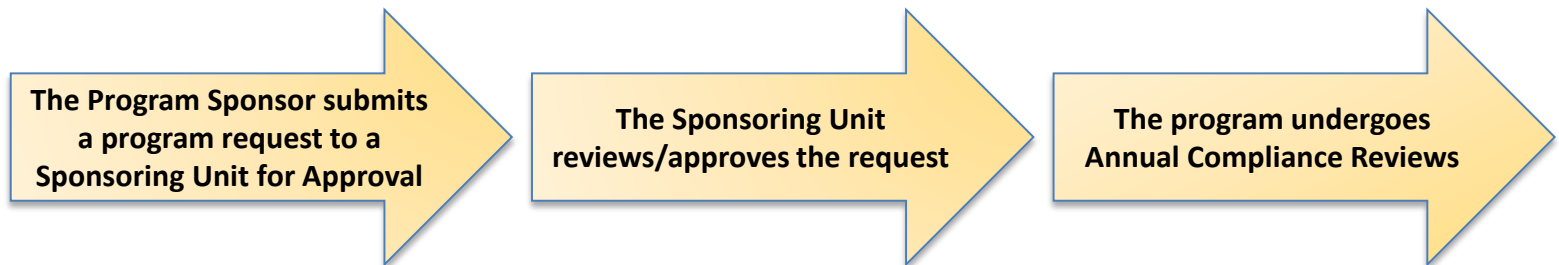 The Program Sponsor submits
a program request to a
Sponsoring Unit for Approval
The Sponsoring Unit
reviews/approves the request
The program undergoes
Annual Compliance Reviews